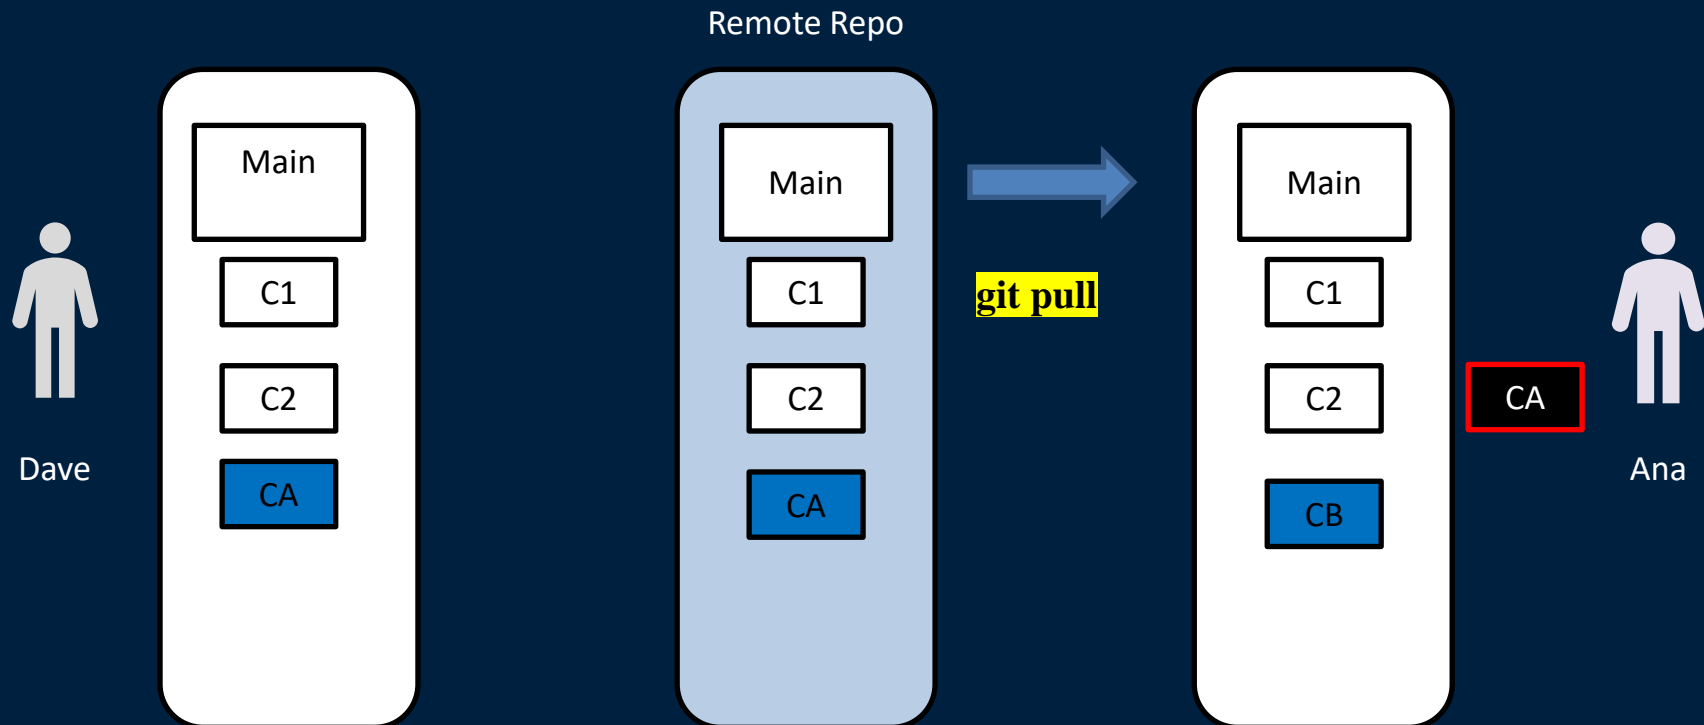 Remote Repo
Main
C1
C2
CA
Dave
Main
C1
C2
CA
git pull
Main
C1
C2
CB
CA
Ana